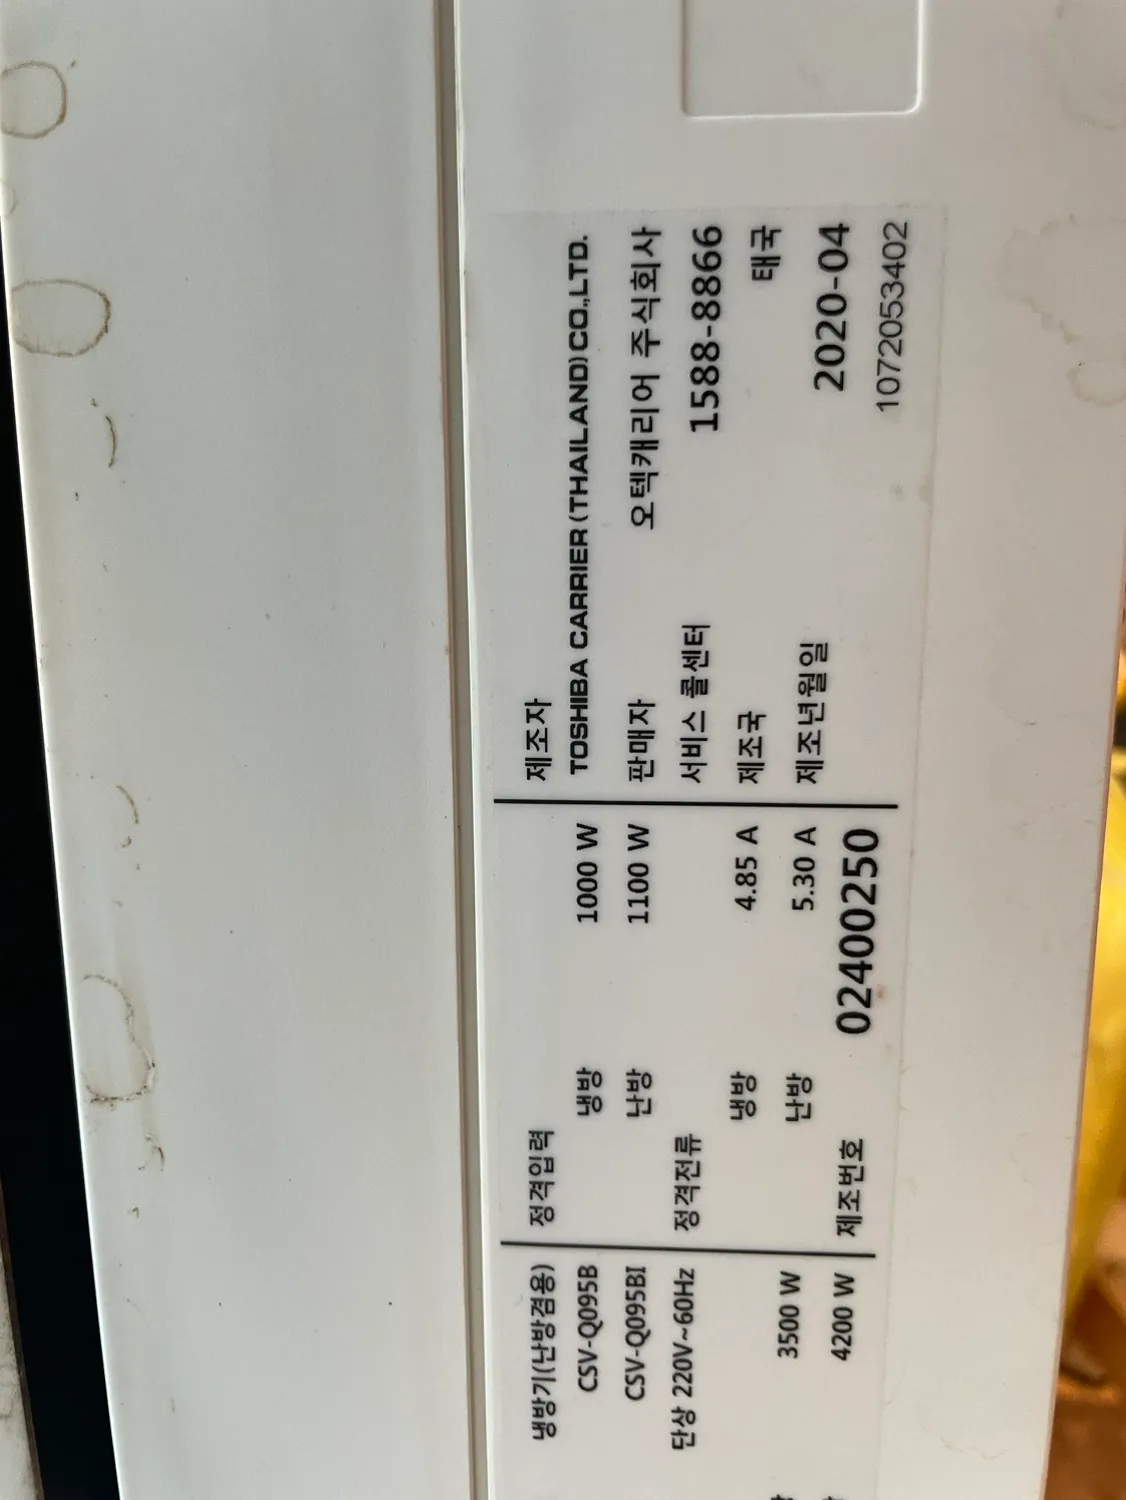 냉방기(난방겸용)
CSV-Q095B
CSV-Q095BI
단상 220V~60Hz
3500 W
4200 W
정격입력
냉방 1000 W
난방 1100 W
정격전류
냉방 4.85 A
난방 5.30 A
제조번호 02400250
제조자
TOSHIBA CARRIER (THAILAND) CO.,LTD.
판매자 오텍캐리어 주식회사
서비스 콜센터 1588-8866
제조국 태국
제조년월일 2020-04
1072053402